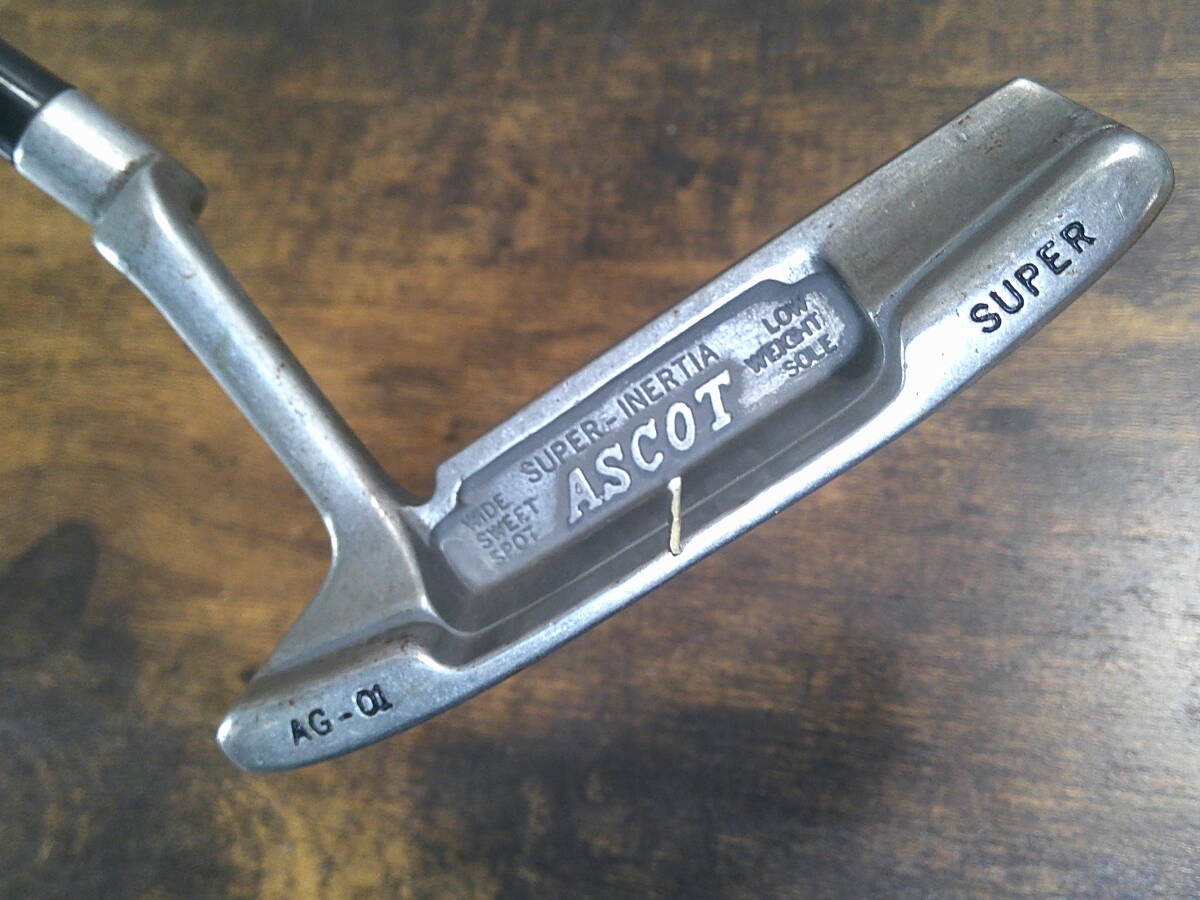 SUPER
LOW
WEIGHT
SOLE
SUPER-INERTIA
ASCOT
WIDE
SWEET
SPOT
AG-01